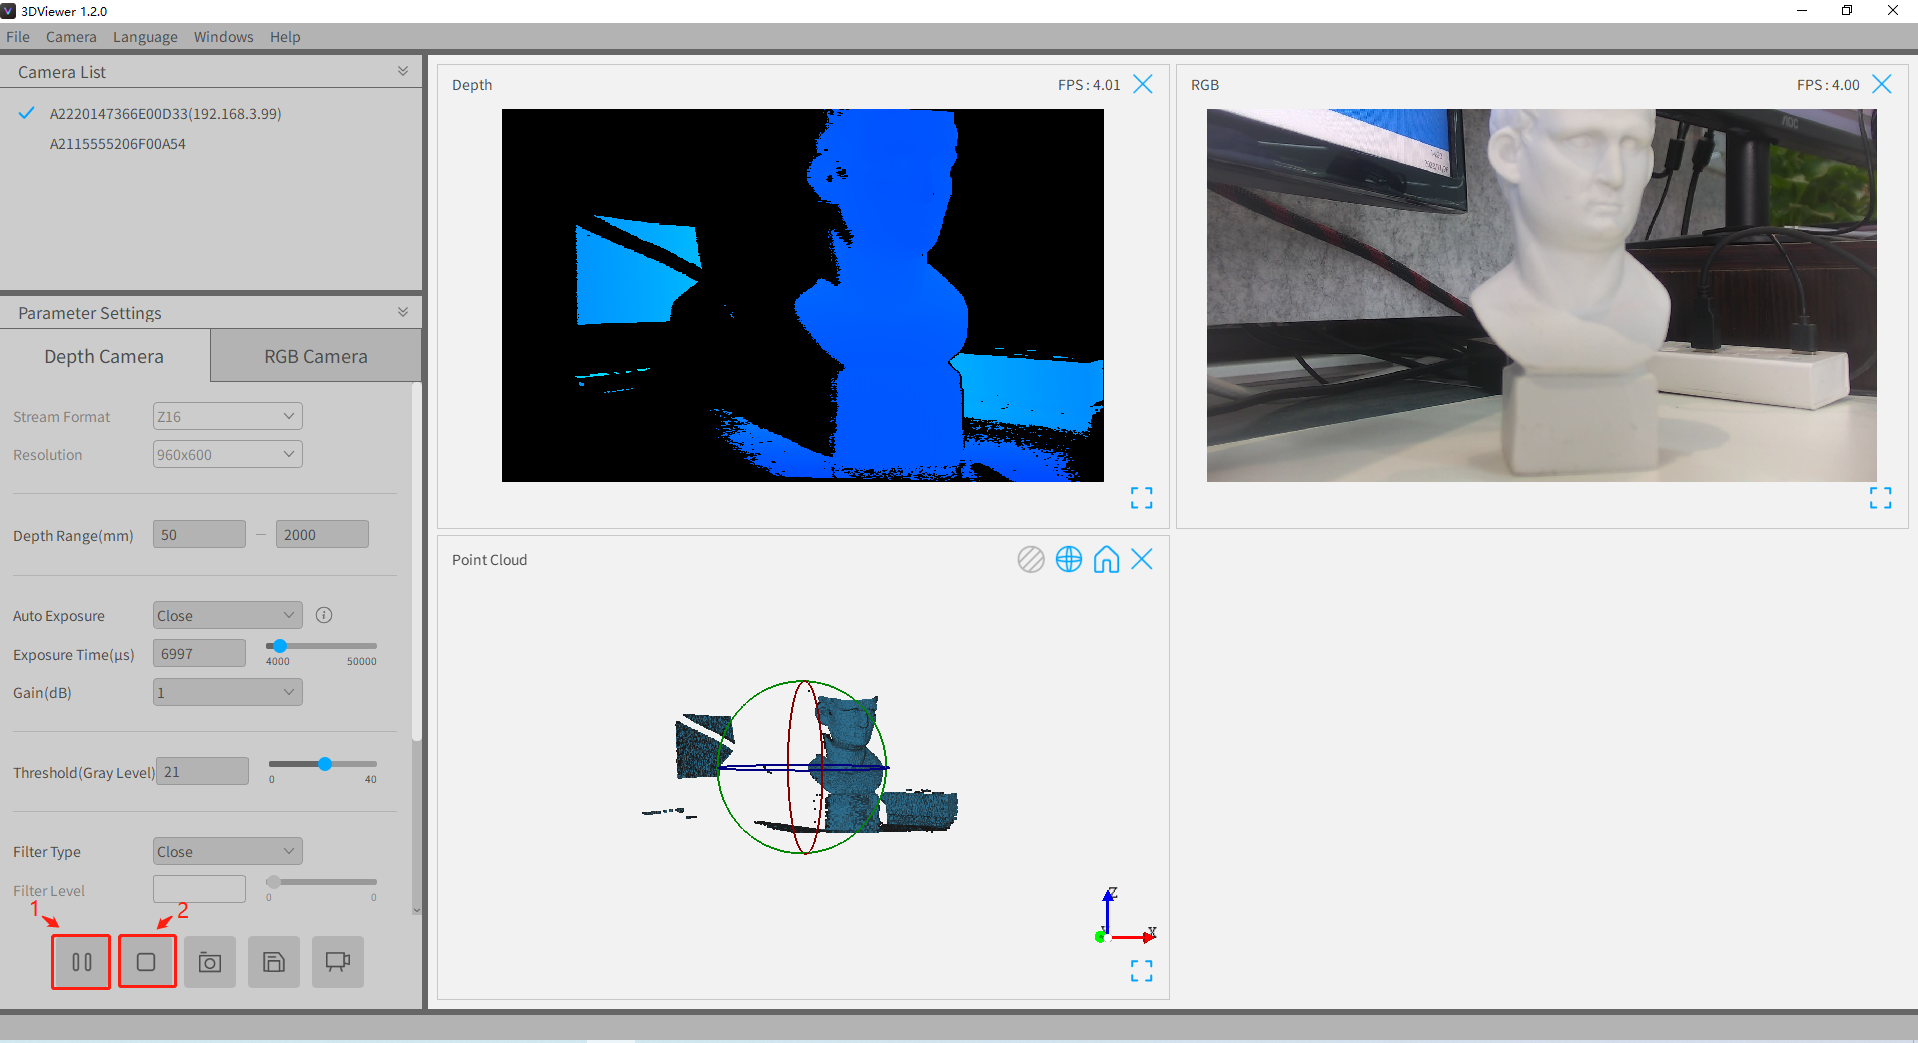 3DViewer 1.2.0
File Camera Language Windows Help
Camera List
A2220147366E00D33(192.168.3.99)
A2115555206F00A54
Parameter Settings
Depth Camera RGB Camera
Stream Format Z16
Resolution 960x600
Depth Range(mm) 50 — 2000
Auto Exposure Close
Exposure Time(μs) 6997
4000 50000
Gain(dB) 1
Threshold(Gray Level) 21
0 40
Filter Type Close
Filter Level
0 0
1 2
Depth FPS : 4.01
RGB FPS : 4.00
AOC
Point Cloud
Z
X